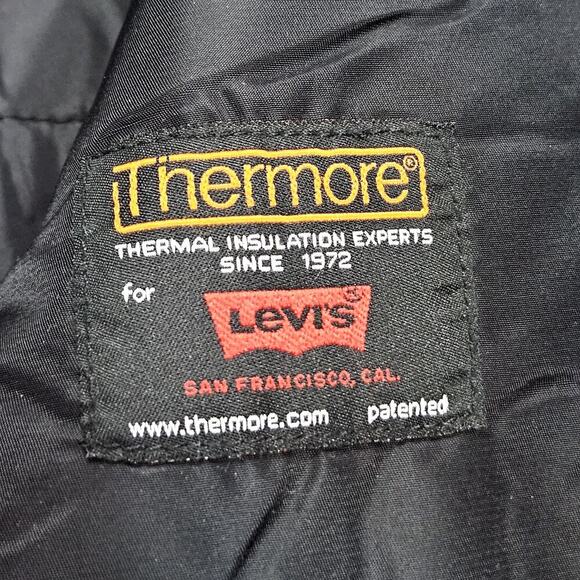 Thermore®
THERMAL INSULATION EXPERTS
SINCE 1972
for
Levi's®
SAN FRANCISCO, CAL.
www.thermore.com patented